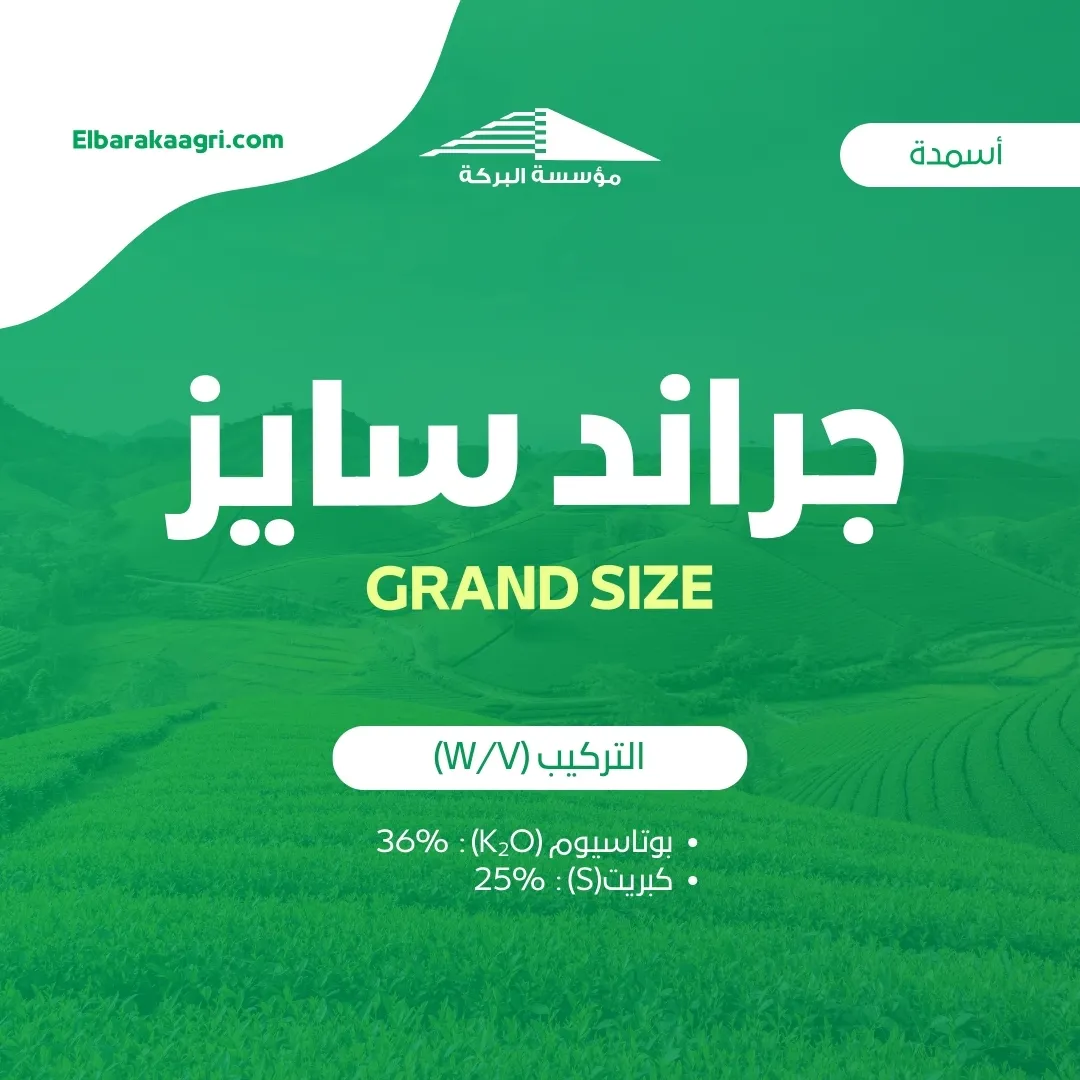 Elbarakaagri.com
مؤسسة البركة
أسمدة
جراند سايز
GRAND SIZE
التركيب (W/V)
• بوتاسيوم (K₂O) : 36%
• كبريت(S) : 25%